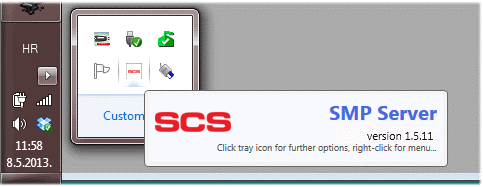 HR
SCS
Custom
SCS
SMP Server
version 1.5.11
Click tray icon for further options, right-click for menu...
11:58
8.5.2013.